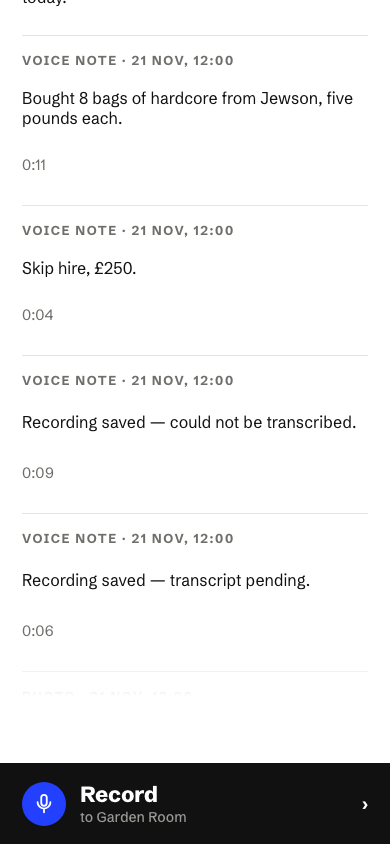 today.
VOICE NOTE · 21 NOV, 12:00
Bought 8 bags of hardcore from Jewson, five
pounds each.
0:11
VOICE NOTE · 21 NOV, 12:00
Skip hire, £250.
0:04
VOICE NOTE · 21 NOV, 12:00
Recording saved — could not be transcribed.
0:09
VOICE NOTE · 21 NOV, 12:00
Recording saved — transcript pending.
0:06
Record
to Garden Room
›